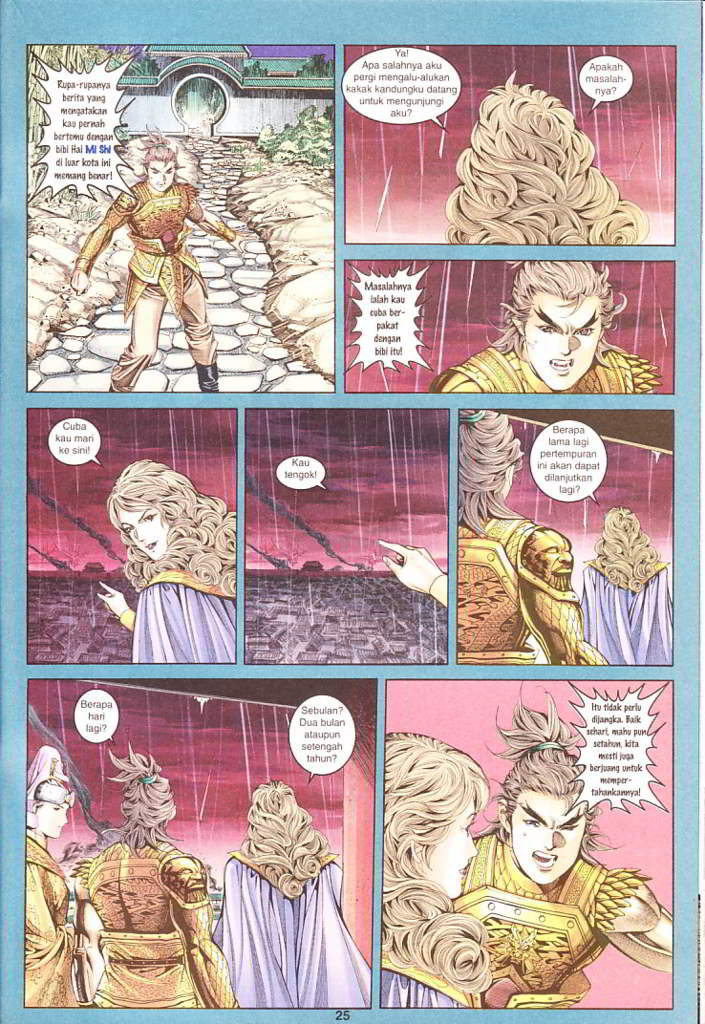 Rupa-rupanya
berita yang
mengatakan
kau pernah
bertemu dengan
bibi Hai Mi Shi
di luar kota ini
memang benar!
Ya!
Apa salahnya aku
pergi mengalu-alukan
kakak kandungku datang
untuk mengunjungi
aku?
Apakah
masalah-
nya?
Masalahnya
ialah kau
cuba ber-
pakat
dengan
bibi itu!
Cuba
kau mari
ke sini!
Kau
tengok!
Berapa
lama lagi
pertempuran
ini akan dapat
dilanjutkan
lagi?
Berapa
hari
lagi?
Sebulan?
Dua bulan
ataupun
setengah
tahun?
Itu tidak perlu
dijangka. Baik
sehari, mahu pun
setahun, kita
mesti juga
berjuang untuk
memper-
tahankannya!
25